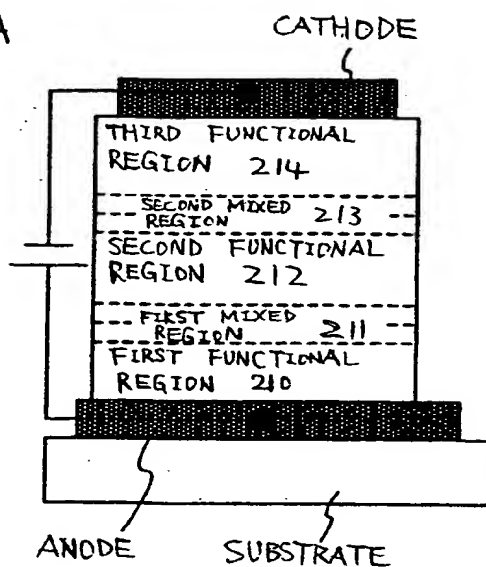 A
CATHODE
THIRD FUNCTIONAL
REGION 214
SECOND MIXED
REGION 213
SECOND FUNCTIONAL
REGION 212
FIRST MIXED
REGION 211
FIRST FUNCTIONAL
REGION 210
ANODE
SUBSTRATE